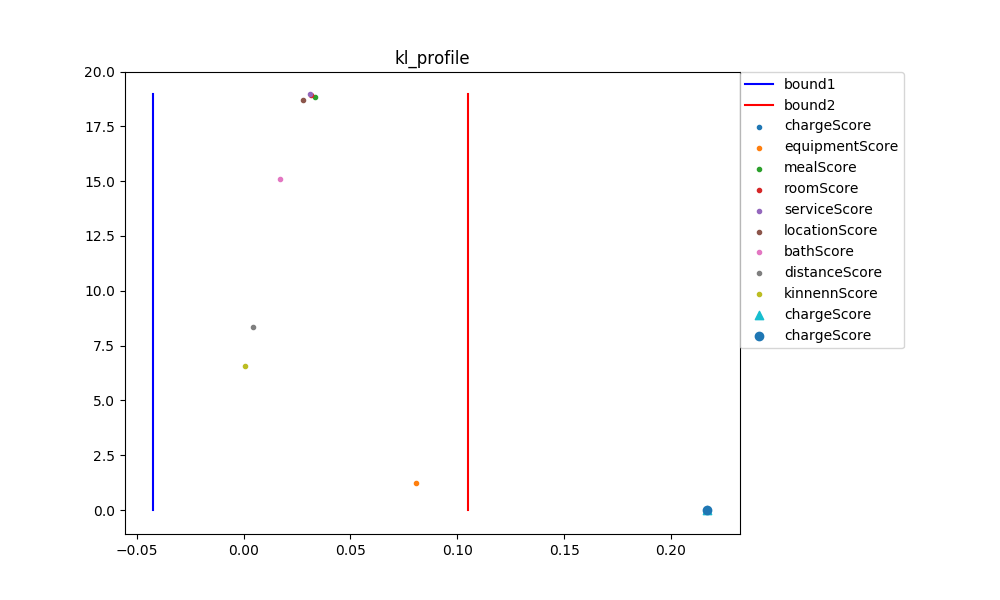 kl_profile
20.0
17.5
15.0
12.5
10.0
7.5
5.0
2.5
0.0
−0.05 0.00 0.05 0.10 0.15 0.20
bound1
bound2
chargeScore
equipmentScore
mealScore
roomScore
serviceScore
locationScore
bathScore
distanceScore
kinnennScore
chargeScore
chargeScore